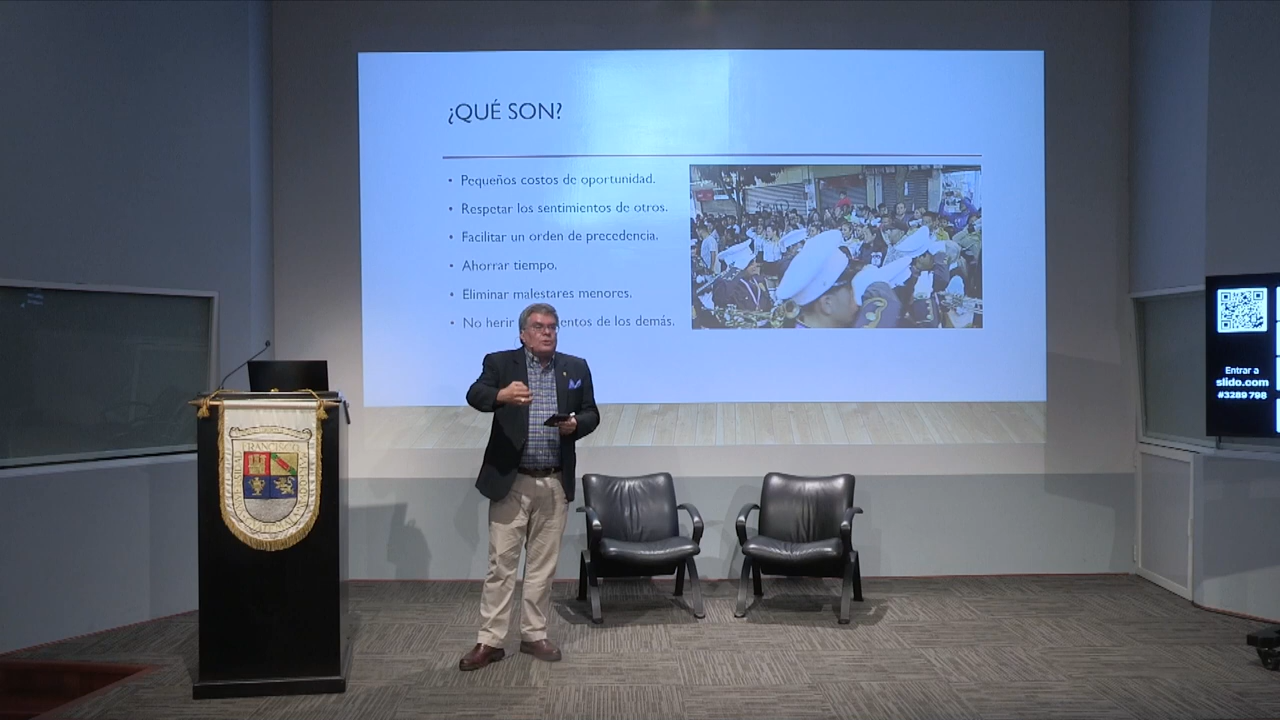 ¿QUÉ SON?
• Pequeños costos de oportunidad.
• Respetar los sentimientos de otros.
• Facilitar un orden de precedencia.
• Ahorrar tiempo.
• Eliminar malestares menores.
• No herir entos de los demás.
FRANCISCO
Entrar a
slido.com
#3289 798